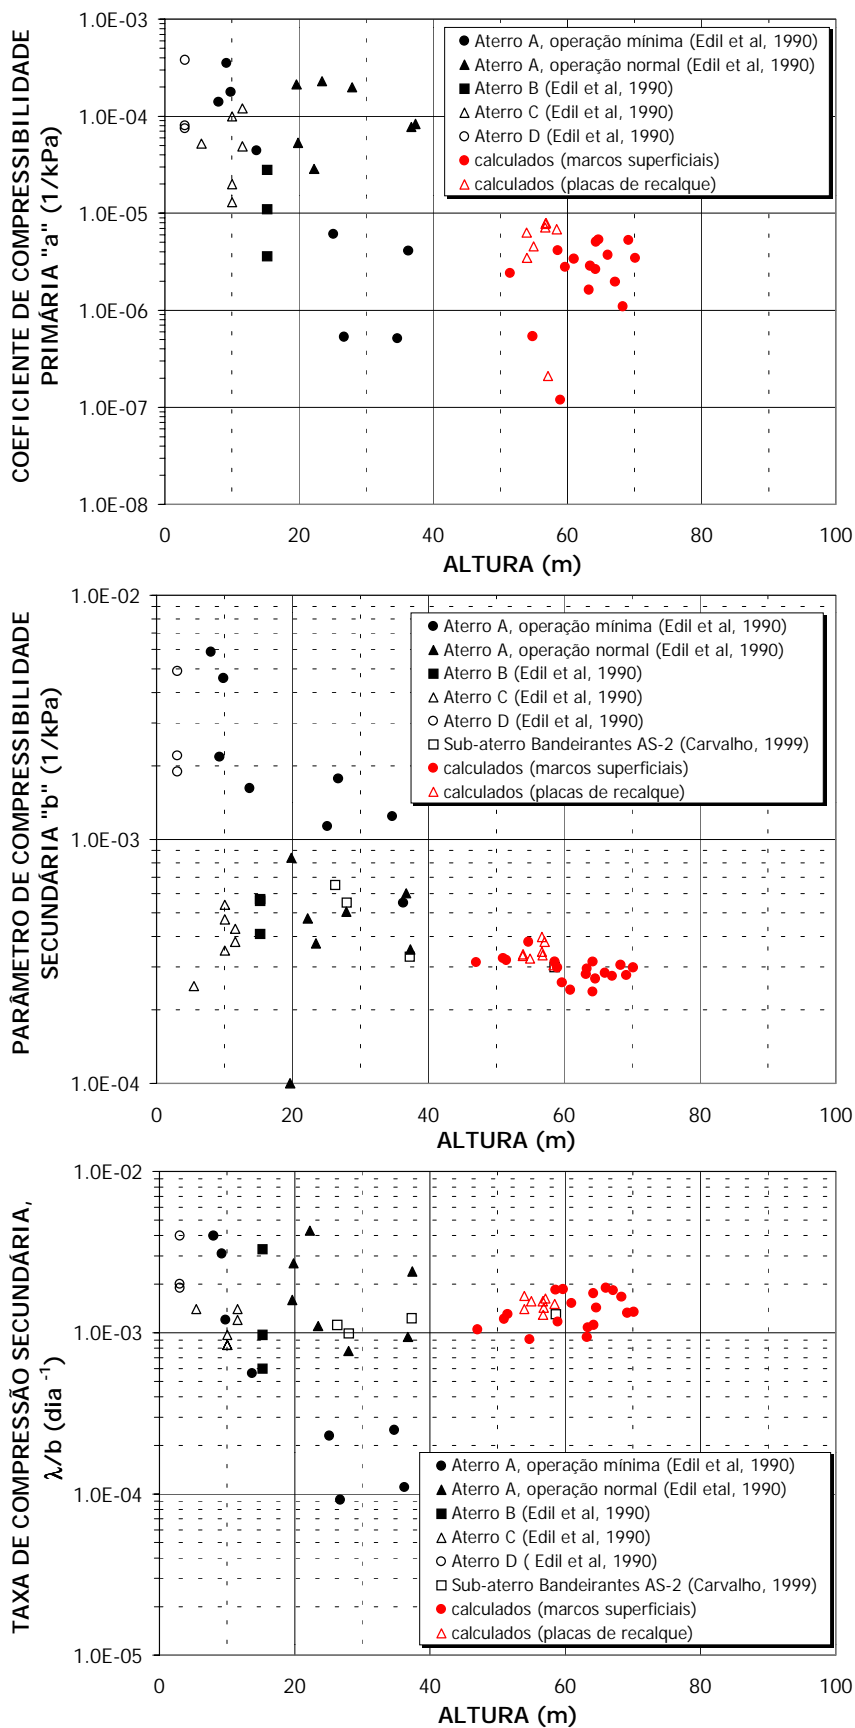 COEFICIENTE DE COMPRESSIBILIDADE
PRIMÁRIA "a" (1/kPa)
1.0E-03
1.0E-04
1.0E-05
1.0E-06
1.0E-07
1.0E-08
Aterro A, operação mínima (Edil et al, 1990)
Aterro A, operação normal (Edil et al, 1990)
Aterro B (Edil et al, 1990)
Aterro C (Edil et al, 1990)
Aterro D (Edil et al, 1990)
calculados (marcos superficiais)
calculados (placas de recalque)
0 20 40 60 80 100
ALTURA (m)
PARÂMETRO DE COMPRESSIBILIDADE
SECUNDÁRIA "b" (1/kPa)
1.0E-02
1.0E-03
1.0E-04
Aterro A, operação mínima (Edil et al, 1990)
Aterro A, operação normal (Edil et al, 1990)
Aterro B (Edil et al, 1990)
Aterro C (Edil et al, 1990)
Aterro D (Edil et al, 1990)
Sub-aterro Bandeirantes AS-2 (Carvalho, 1999)
calculados (marcos superficiais)
calculados (placas de recalque)
0 20 40 60 80 100
ALTURA (m)
TAXA DE COMPRESSÃO SECUNDÁRIA,
λ/b (dia -1)
1.0E-02
1.0E-03
1.0E-04
1.0E-05
Aterro A, operação mínima (Edil et al, 1990)
Aterro A, operação normal (Edil etal, 1990)
Aterro B (Edil et al, 1990)
Aterro C (Edil et al, 1990)
Aterro D ( Edil et al, 1990)
Sub-aterro Bandeirantes AS-2 (Carvalho, 1999)
calculados (marcos superficiais)
calculados (placas de recalque)
0 20 40 60 80 100
ALTURA (m)